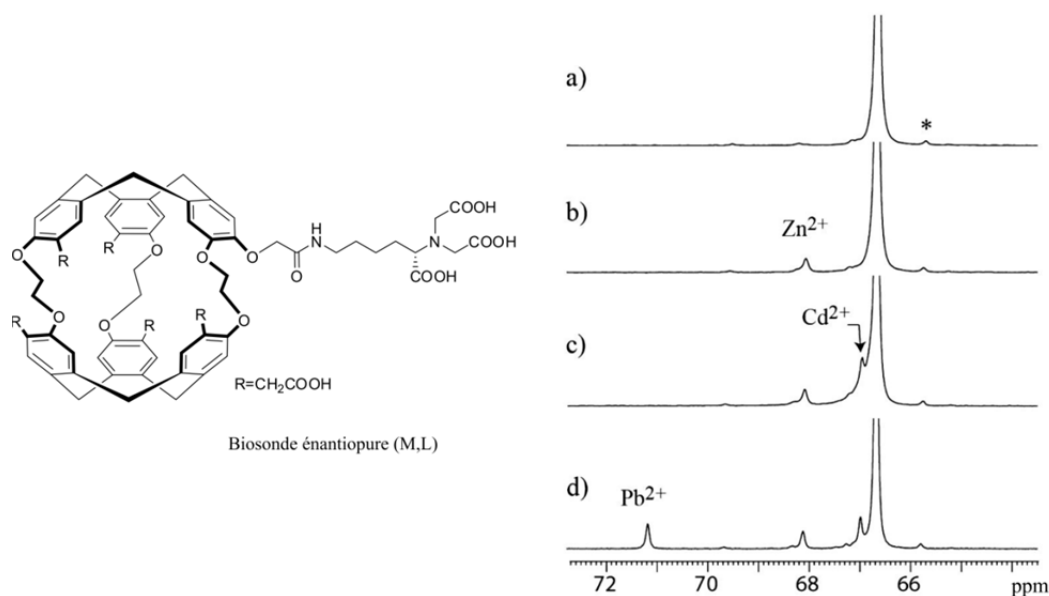 a)
*
b)
Zn2+
c)
Cd2+
d)
Pb2+
72 70 68 66 ppm
COOH
H
N
N
O
O
COOH
COOH
R
R
O
O
O
O
R
R
R
O
O
R=CH2COOH
Biosonde énantiopure (M,L)